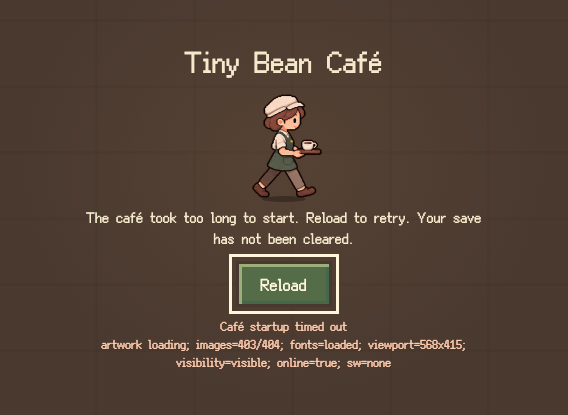 Tiny Bean Café
The café took too long to start. Reload to retry. Your save
has not been cleared.
Reload
Café startup timed out
artwork loading; images=403/404; fonts=loaded; viewport=568x415;
visibility=visible; online=true; sw=none